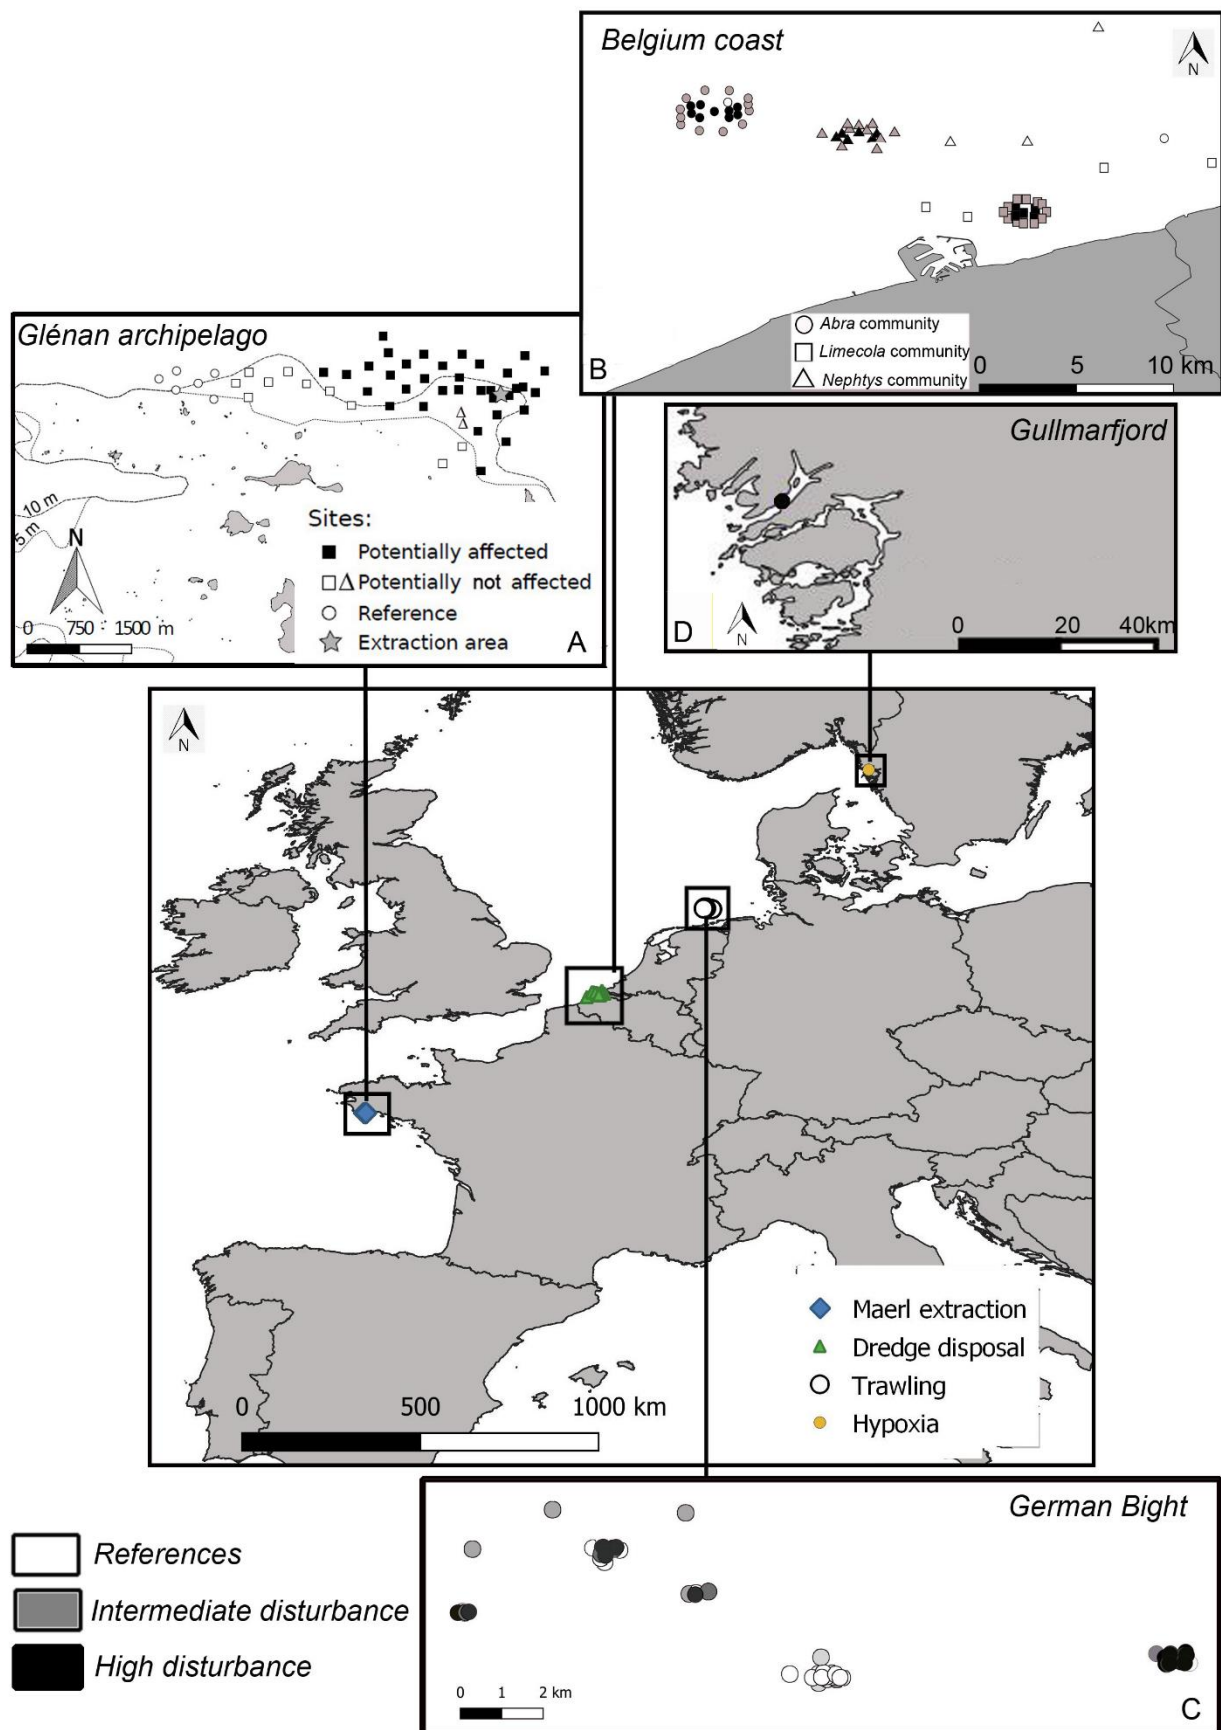 Belgium coast
N
Abra community
Limecola community
Nephtys community
B
0 5 10 km
Glénan archipelago
10 m
5 m
N
0 750 1500 m
Sites:
Potentially affected
Potentially not affected
Reference
Extraction area
A
Gullmarfjord
D
N
0 20 40km
N
Maerl extraction
Dredge disposal
Trawling
Hypoxia
0 500 1000 km
References
Intermediate disturbance
High disturbance
German Bight
0 1 2 km
C